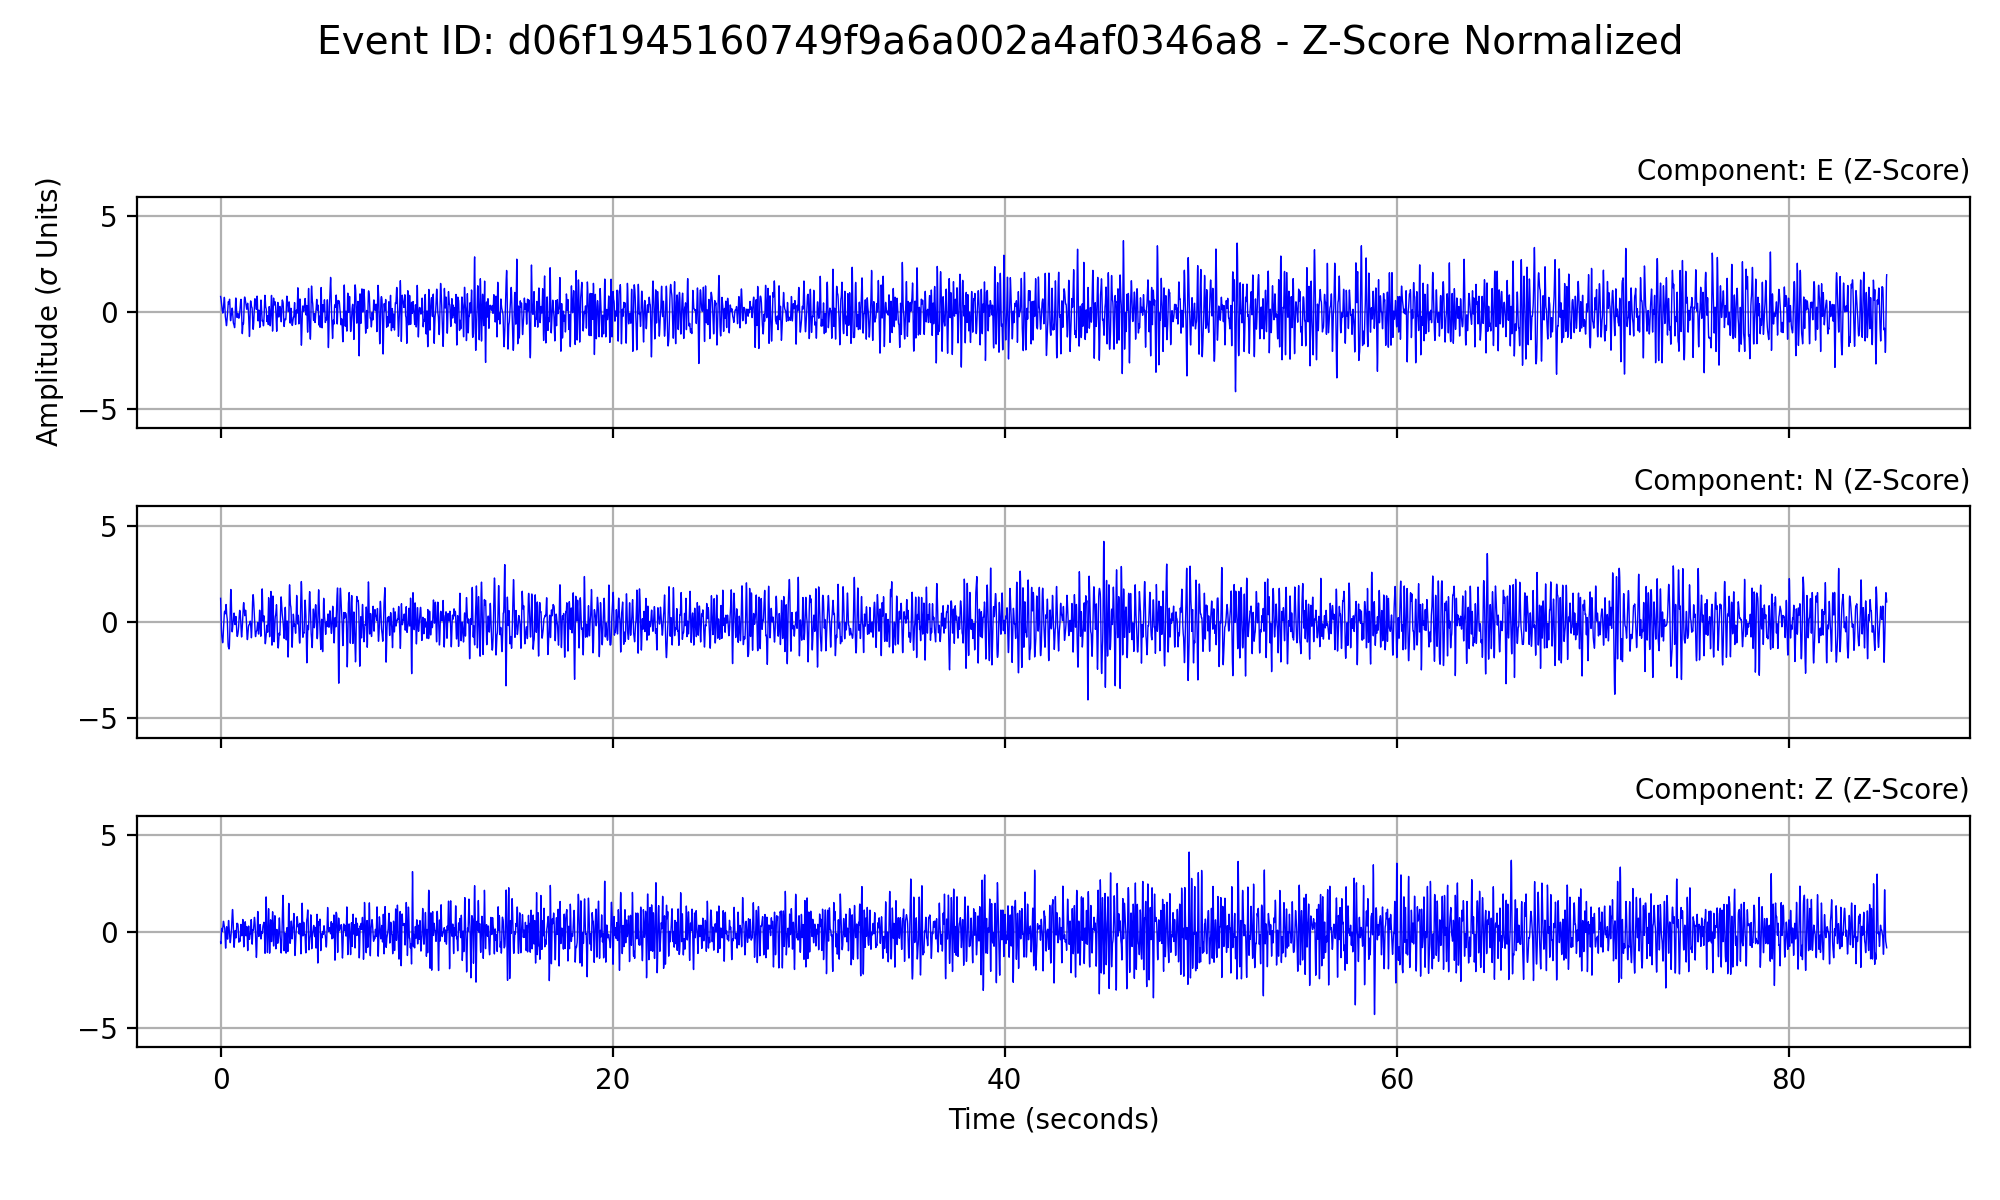 Event ID: d06f1945160749f9a6a002a4af0346a8 - Z-Score Normalized
Component: E (Z-Score)
Amplitude (σ Units)
5
0
−5
Component: N (Z-Score)
5
0
−5
Component: Z (Z-Score)
5
0
−5
0 20 40 60 80
Time (seconds)